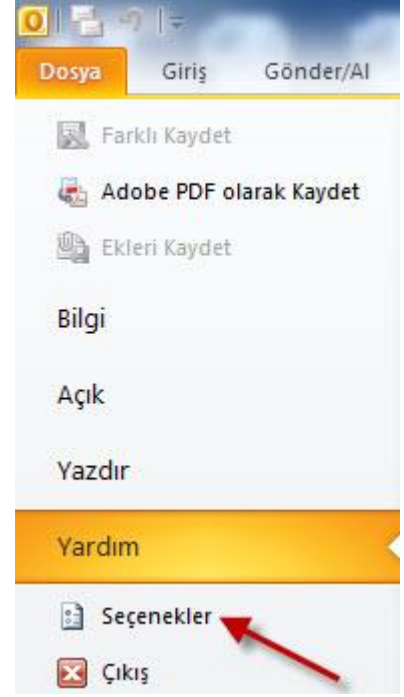 Dosya Giriş Gönder/Al
Farklı Kaydet
Adobe PDF olarak Kaydet
Ekleri Kaydet
Bilgi
Açık
Yazdır
Yardım
Seçenekler
Çıkış